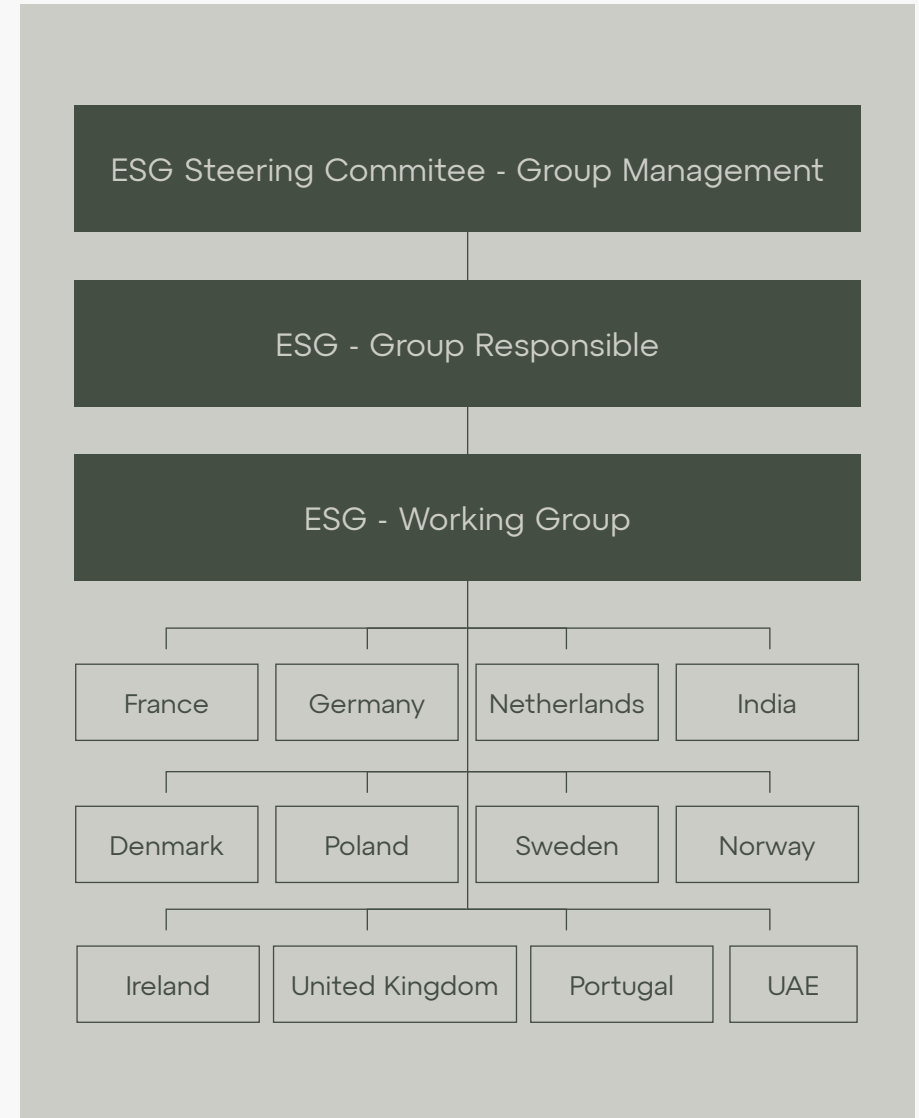 ESG Steering Commitee - Group Management
ESG - Group Responsible
ESG - Working Group
France
Germany
Netherlands
India
Denmark
Poland
Sweden
Norway
Ireland
United Kingdom
Portugal
UAE